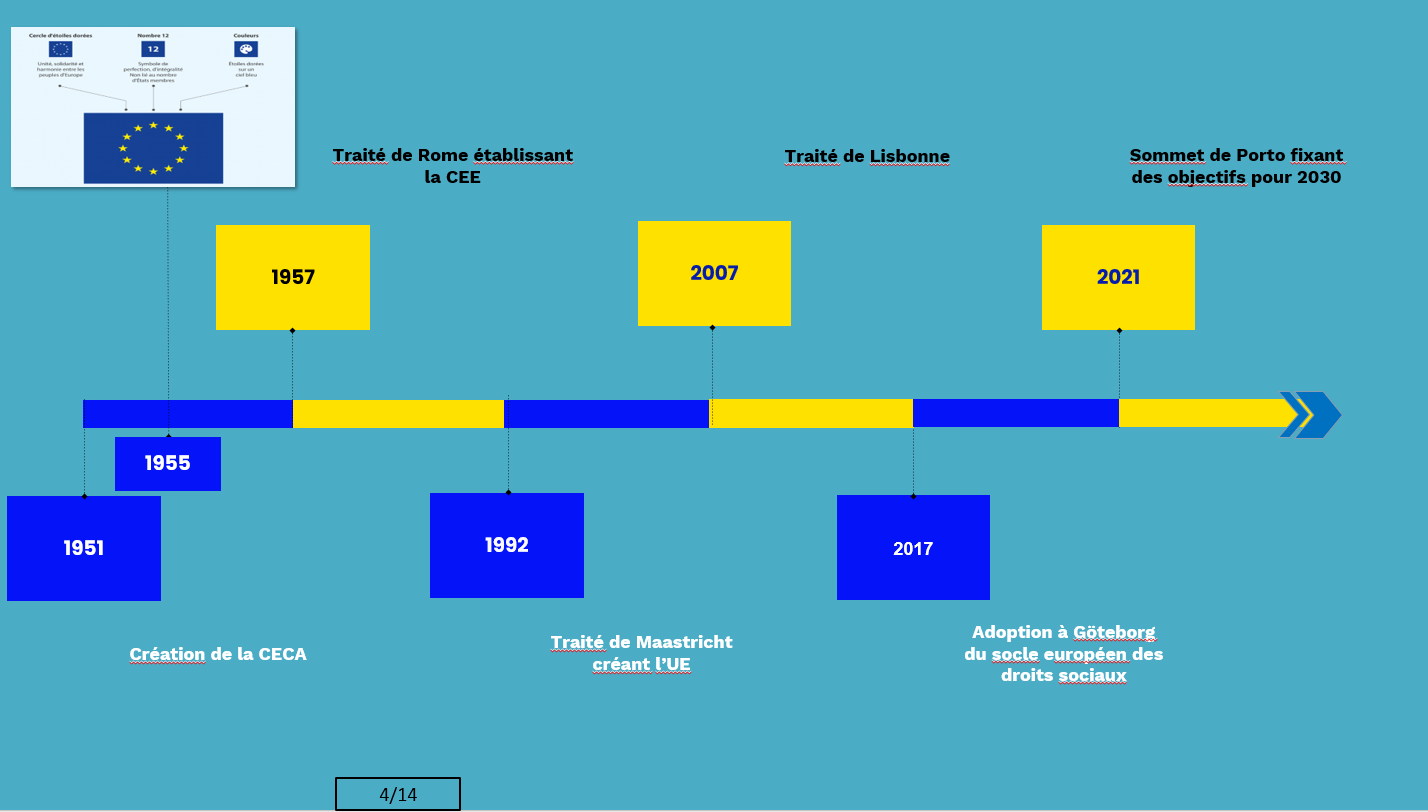 Cercle d'étoiles dorées
Nombre 12
Couleurs
12
Unité, solidarité et
harmonie entre les
peuples d'Europe
Symbole de
perfection, d'intégralité
Non lié au nombre
d'États membres
Étoiles dorées
sur un
ciel bleu
Traité de Rome établissant
la CEE
Traité de Lisbonne
Sommet de Porto fixant
des objectifs pour 2030
1957
2007
2021
1955
1951
1992
2017
Création de la CECA
Traité de Maastricht
créant l'UE
Adoption à Göteborg
du socle européen des
droits sociaux
4/14